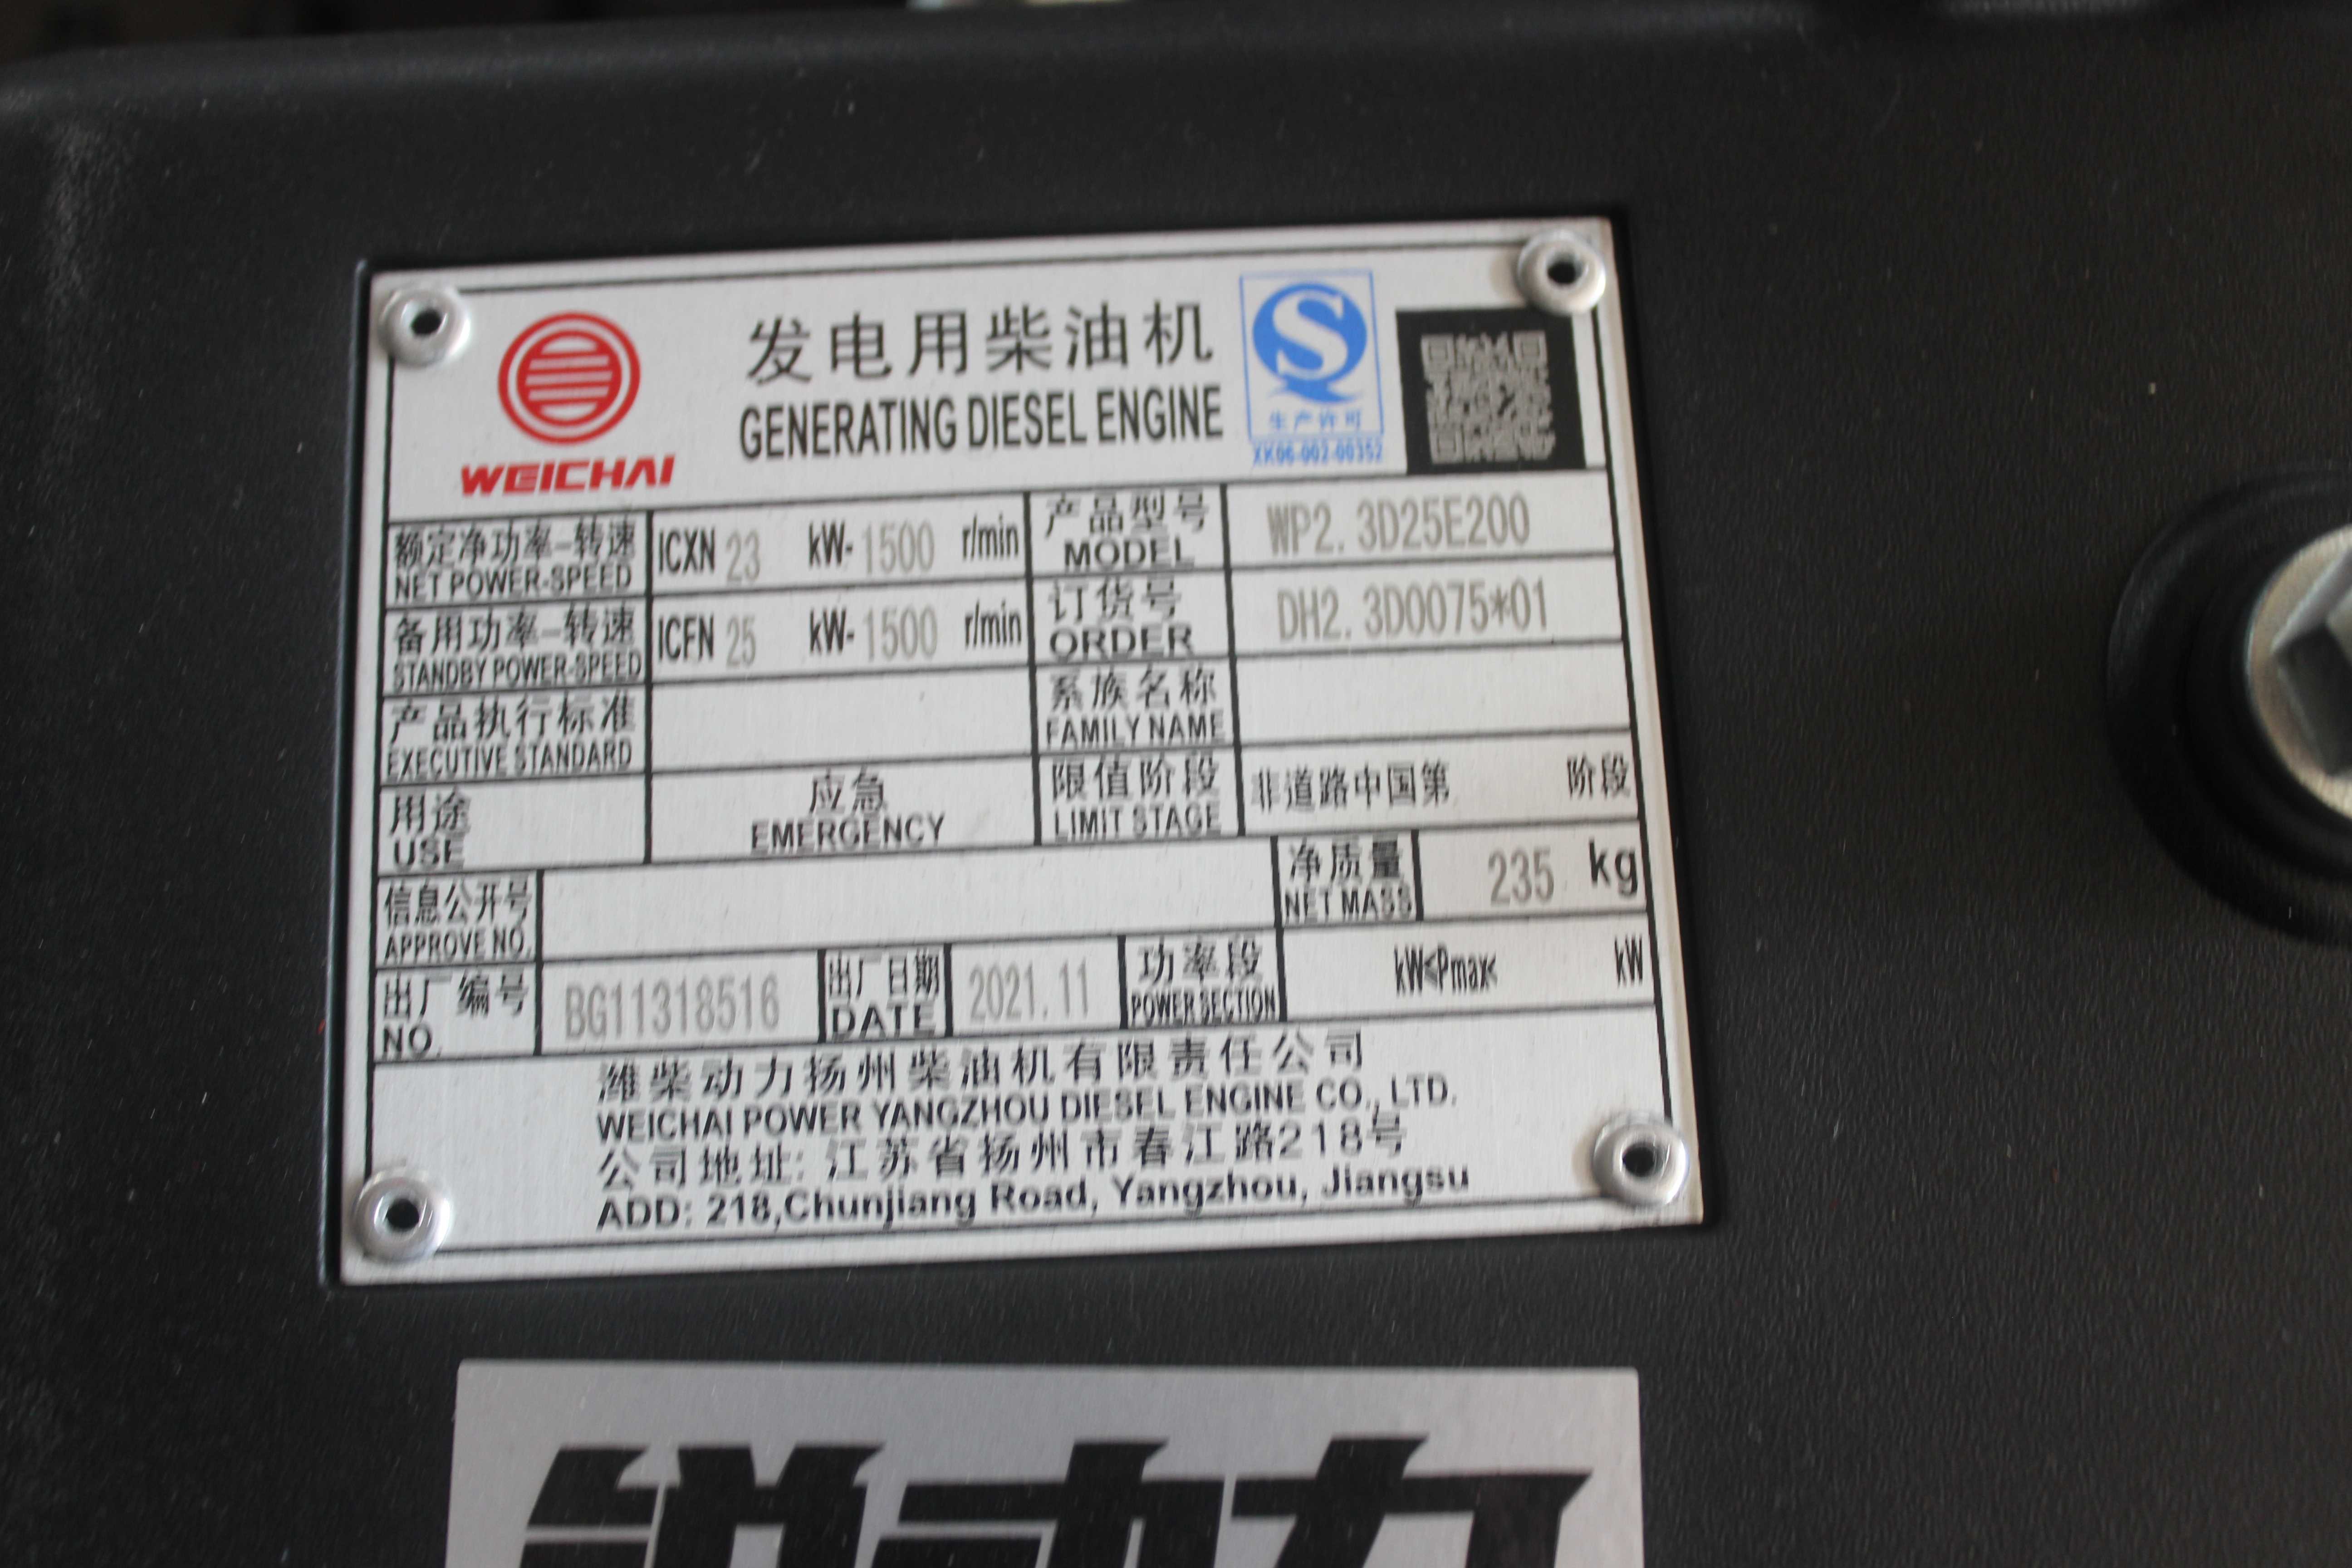 WEICHAI
发电用柴油机
GENERATING DIESEL ENGINE
S
生产许可
XK06-002-00352
额定净功率-转速
NET POWER-SPEED
ICXN 23 kW- 1500 r/min
产品型号
MODEL
WP2.3D25E200
备用功率-转速
STANDBY POWER-SPEED
ICFN 25 kW- 1500 r/min
订货号
ORDER
DH2.3D0075*01
产品执行标准
EXECUTIVE STANDARD
系族名称
FAMILY NAME
用途
USE
应急
EMERGENCY
限值阶段
LIMIT STAGE
非道路中国第 阶段
信息公开号
APPROVE NO.
净质量
NET MASS
235 kg
出厂编号
NO.
BG11318516
出厂日期
DATE
2021.11
功率段
POWER SECTION
kW≤Pmax< kW
潍柴动力扬州柴油机有限责任公司
WEICHAI POWER YANGZHOU DIESEL ENGINE CO., LTD.
公司地址: 江苏省扬州市春江路218号
ADD: 218,Chunjiang Road, Yangzhou, Jiangsu
动力